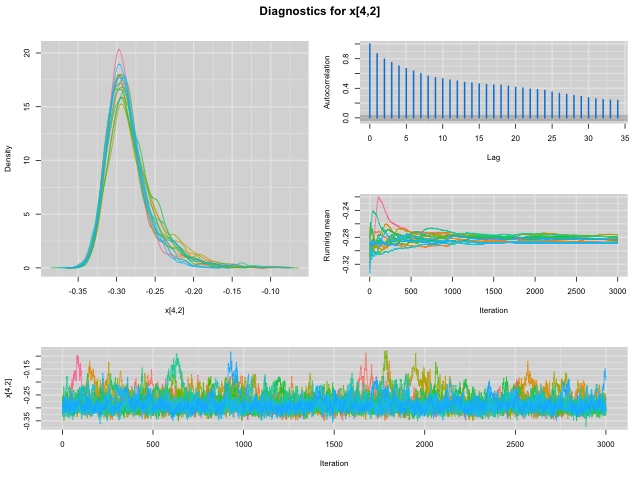 Diagnostics for x[4,2]
Density
20
15
10
5
0
-0.35 -0.30 -0.25 -0.20 -0.15 -0.10
x[4,2]
Autocorrelation
0.8
0.4
0.0
0 5 10 15 20 25 30 35
Lag
Running mean
-0.24
-0.28
-0.32
0 500 1000 1500 2000 2500 3000
Iteration
x[4,2]
-0.15
-0.25
-0.35
0 500 1000 1500 2000 2500 3000
Iteration